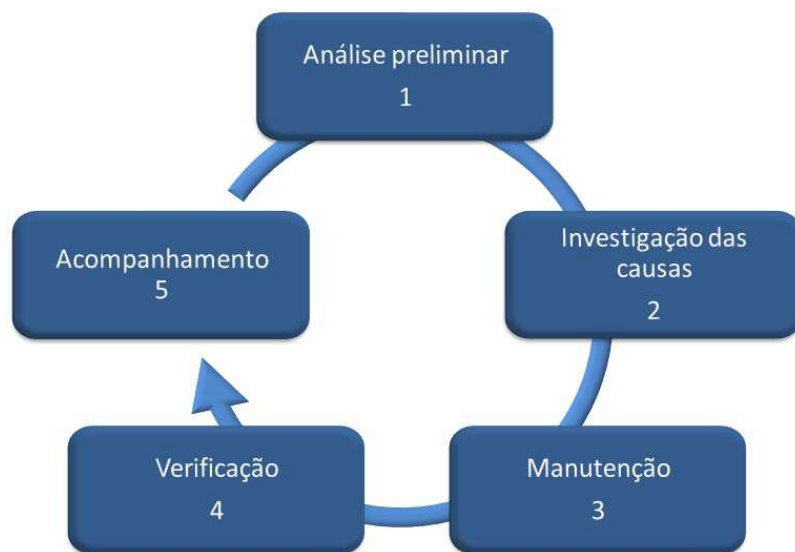 Análise preliminar
1
Investigação das
causas
2
Manutenção
3
Verificação
4
Acompanhamento
5